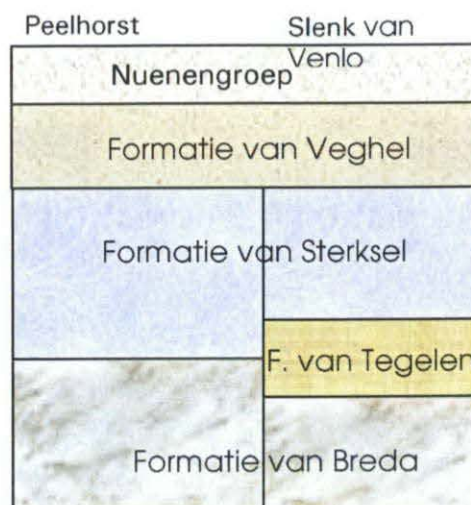 Peelhorst
Slenk van
Venlo
Nuenengroep
Formatie van Veghel
Formatie van Sterksel
F. van Tegelen
Formatie van Breda